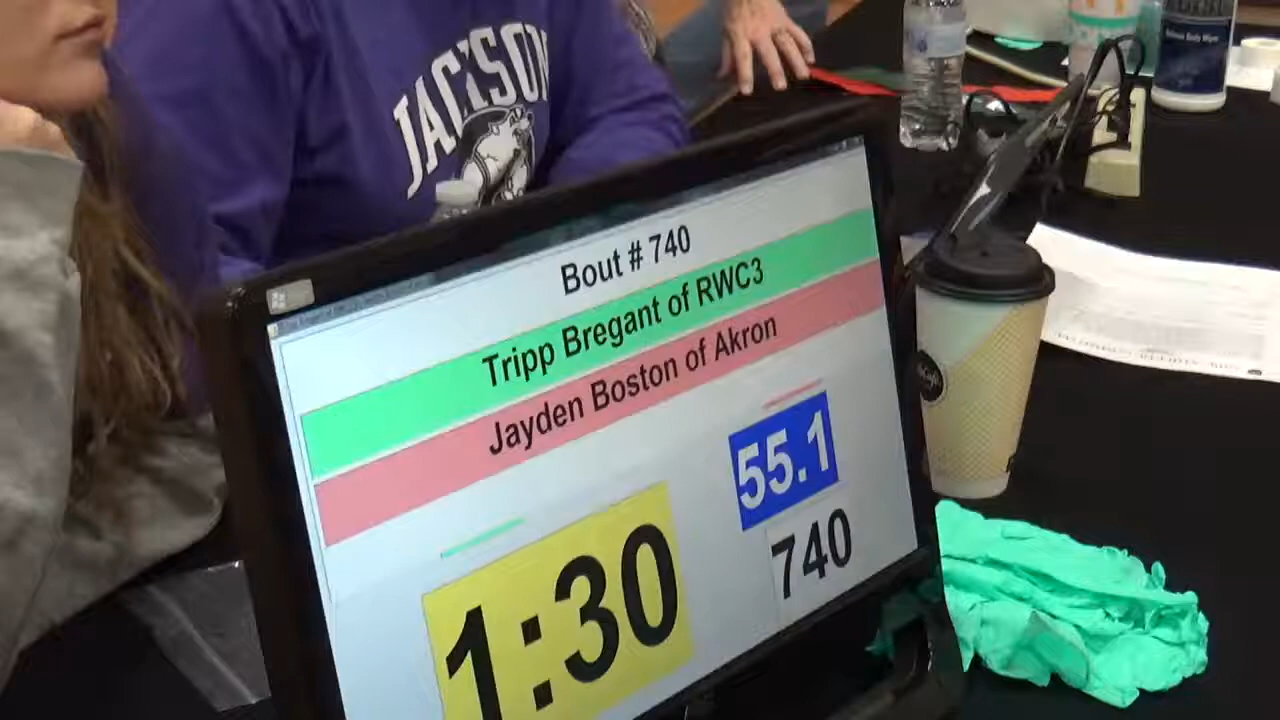 JACKSON
Bout # 740
Tripp Bregant of RWC3
Jayden Boston of Akron
55.1
1:30
740